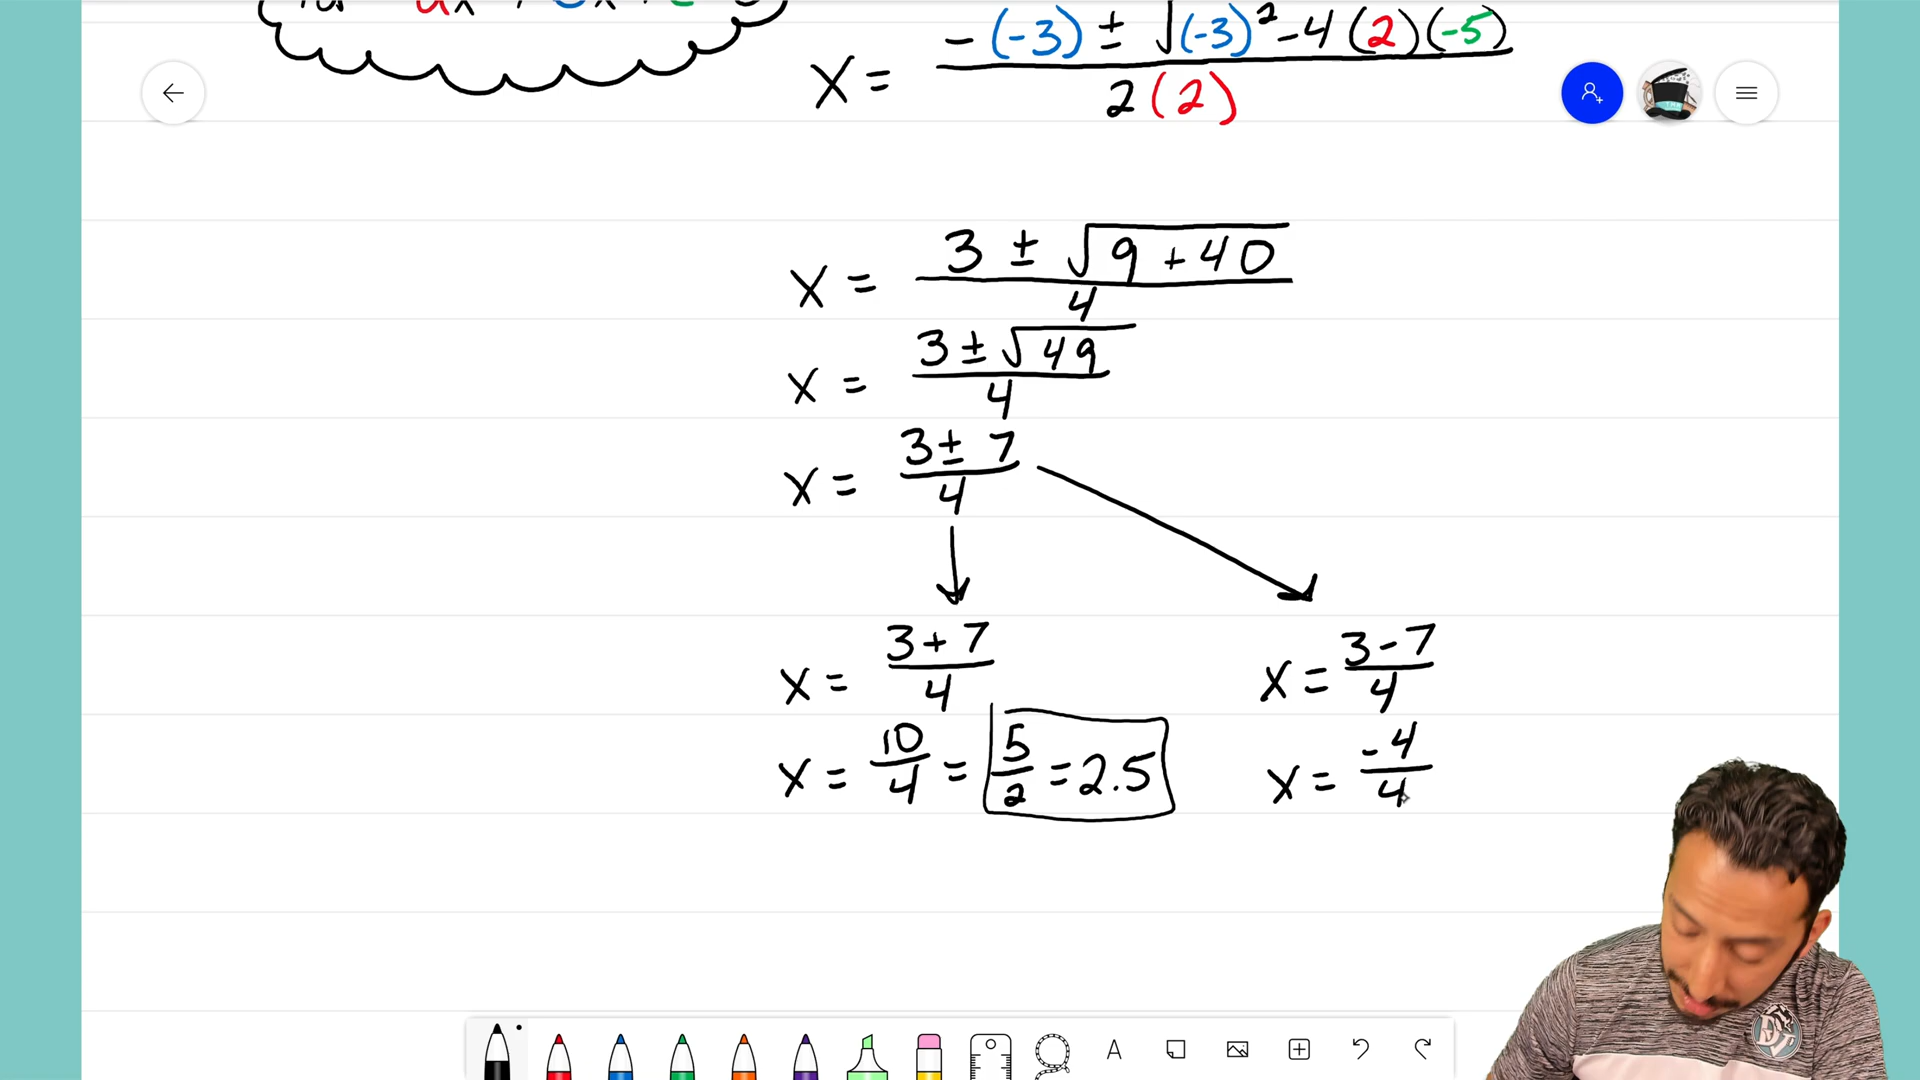 x = -(-3) ± √(-3)² - 4(2)(-5) / 2(2)
x = 3 ± √9 + 40 / 4
x = 3 ± √49 / 4
x = 3 ± 7 / 4
x = 3 + 7 / 4
x = 3 - 7 / 4
x = 10/4 = 5/2 = 2.5
x = -4/4
A